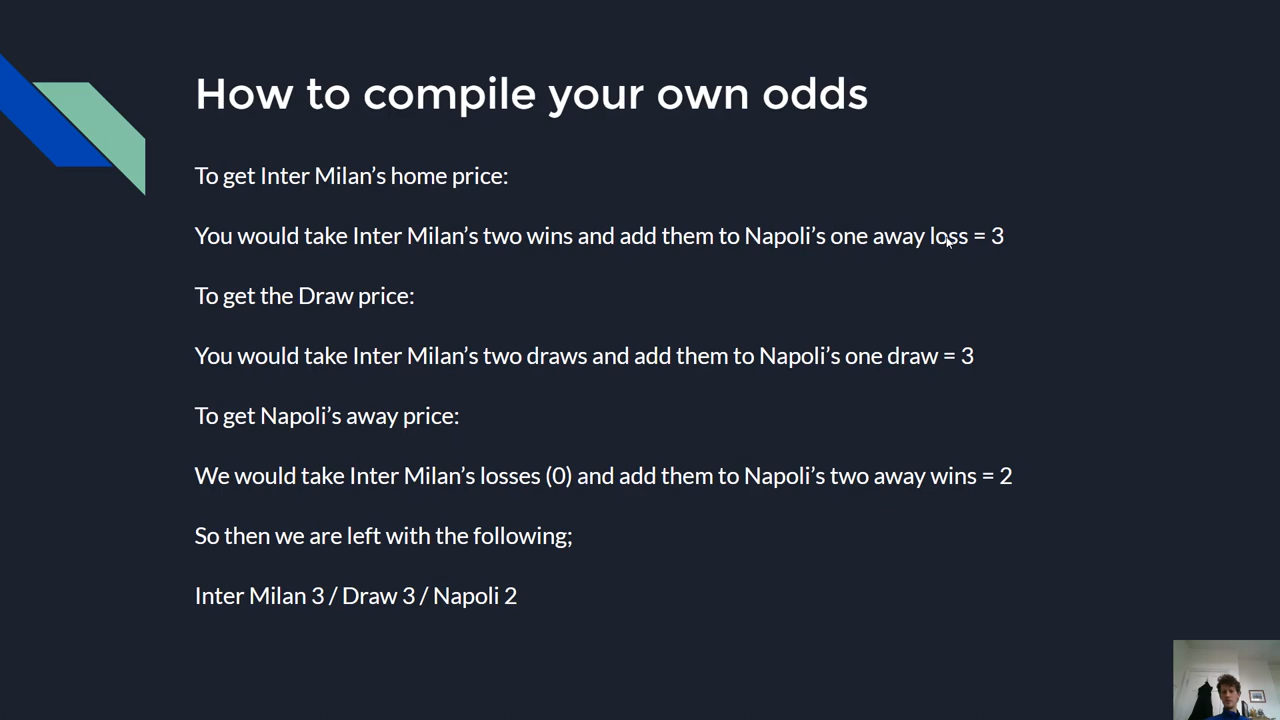 How to compile your own odds
To get Inter Milan’s home price:
You would take Inter Milan’s two wins and add them to Napoli’s one away loss = 3
To get the Draw price:
You would take Inter Milan’s two draws and add them to Napoli’s one draw = 3
To get Napoli’s away price:
We would take Inter Milan’s losses (0) and add them to Napoli’s two away wins = 2
So then we are left with the following;
Inter Milan 3 / Draw 3 / Napoli 2